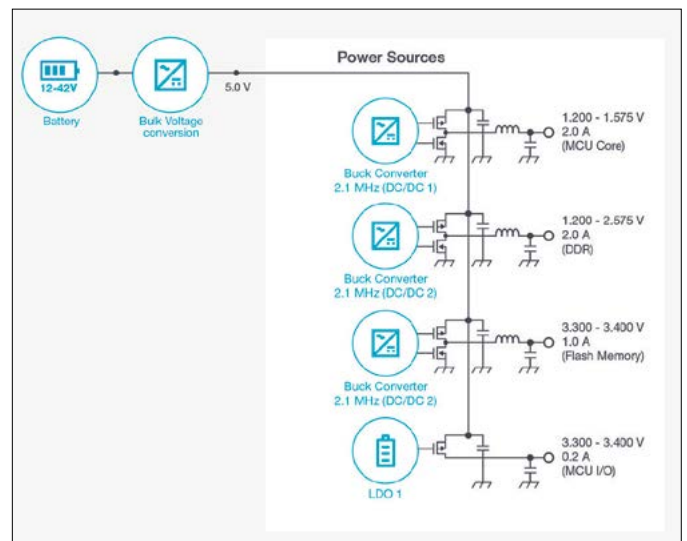 Power Sources
12-42V
Battery
Bulk Voltage
conversion
5.0 V
Buck Converter
2.1 MHz (DC/DC 1)
1.200 - 1.575 V
2.0 A
(MCU Core)
Buck Converter
2.1 MHz (DC/DC 2)
1.200 - 2.575 V
2.0 A
(DDR)
Buck Converter
2.1 MHz (DC/DC 2)
3.300 - 3.400 V
1.0 A
(Flash Memory)
LDO 1
3.300 - 3.400 V
0.2 A
(MCU I/O)